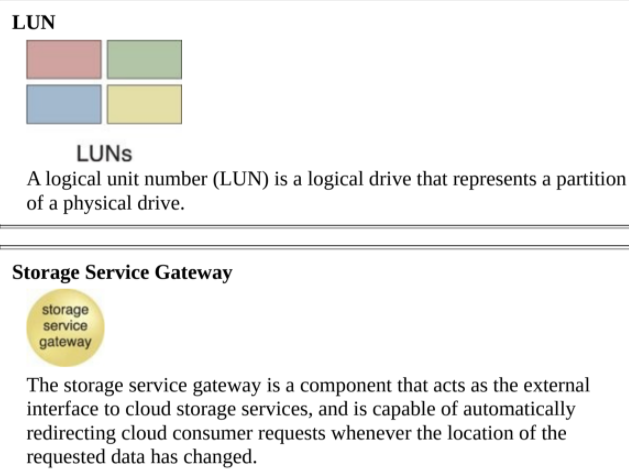 LUN
LUNs
A logical unit number (LUN) is a logical drive that represents a partition
of a physical drive.
Storage Service Gateway
storage
service
gateway
The storage service gateway is a component that acts as the external
interface to cloud storage services, and is capable of automatically
redirecting cloud consumer requests whenever the location of the
requested data has changed.